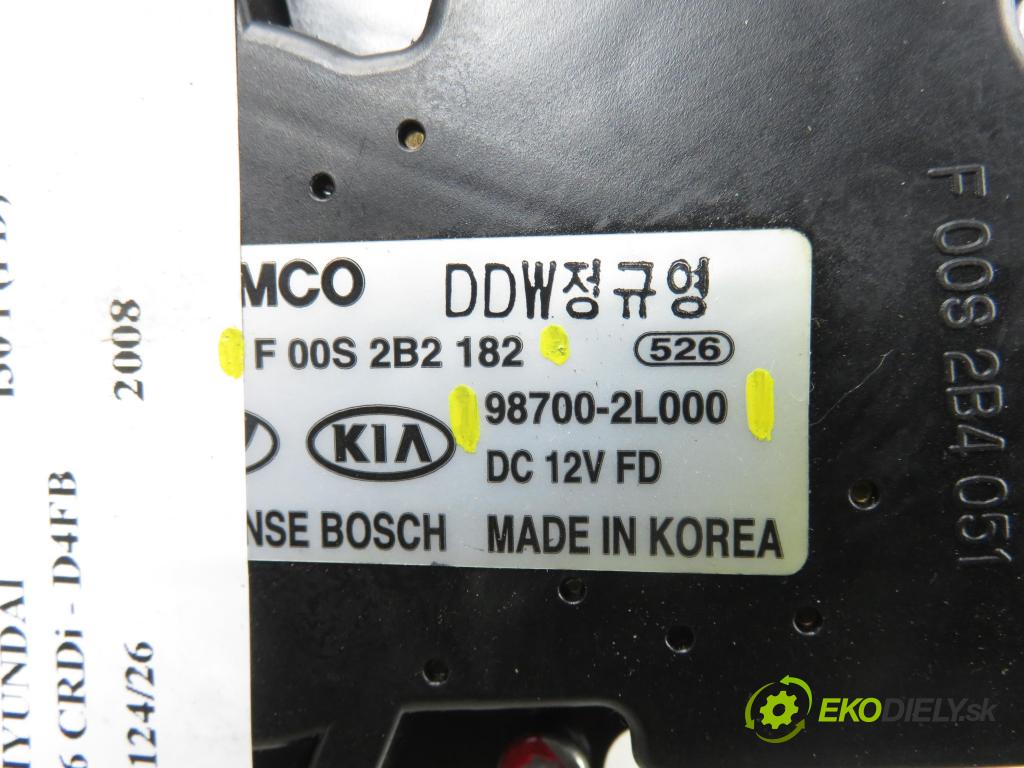 MCO DDW정규영
F 00S 2B2 182 526
98700-2L000
KIA DC 12V FD
NSE BOSCH MADE IN KOREA
F 00S 2B4 051
2008
HYUNDAI
6 CRDi - D4FB
124/26
EKODIELY.sk